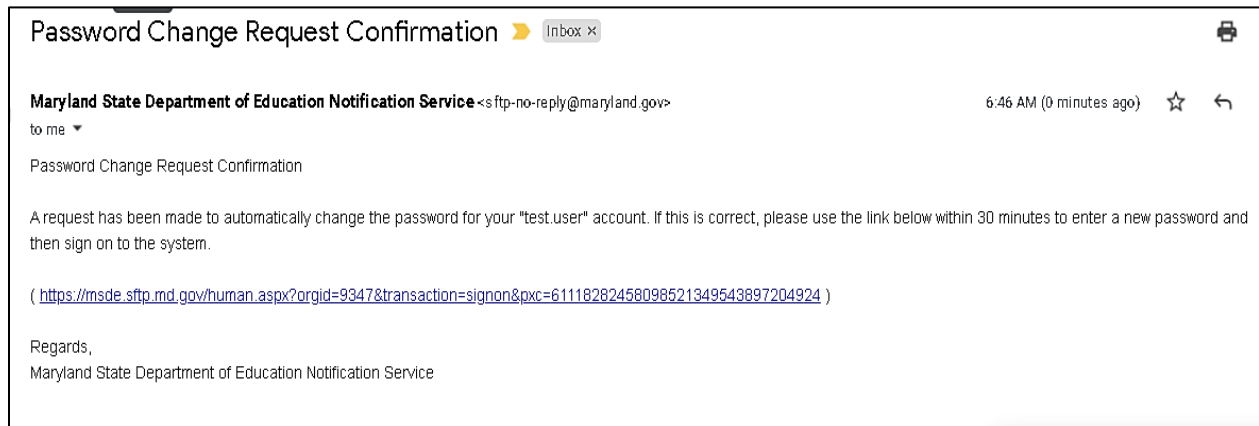 Password Change Request Confirmation Inbox ×
Maryland State Department of Education Notification Service <sftp-no-reply@maryland.gov> 6:46 AM (0 minutes ago)
to me
Password Change Request Confirmation
A request has been made to automatically change the password for your "test.user" account. If this is correct, please use the link below within 30 minutes to enter a new password and
then sign on to the system.
( https://msde.sftp.md.gov/human.aspx?orgid=9347&transaction=signon&pxc=61118282458098521349543897204924 )
Regards,
Maryland State Department of Education Notification Service